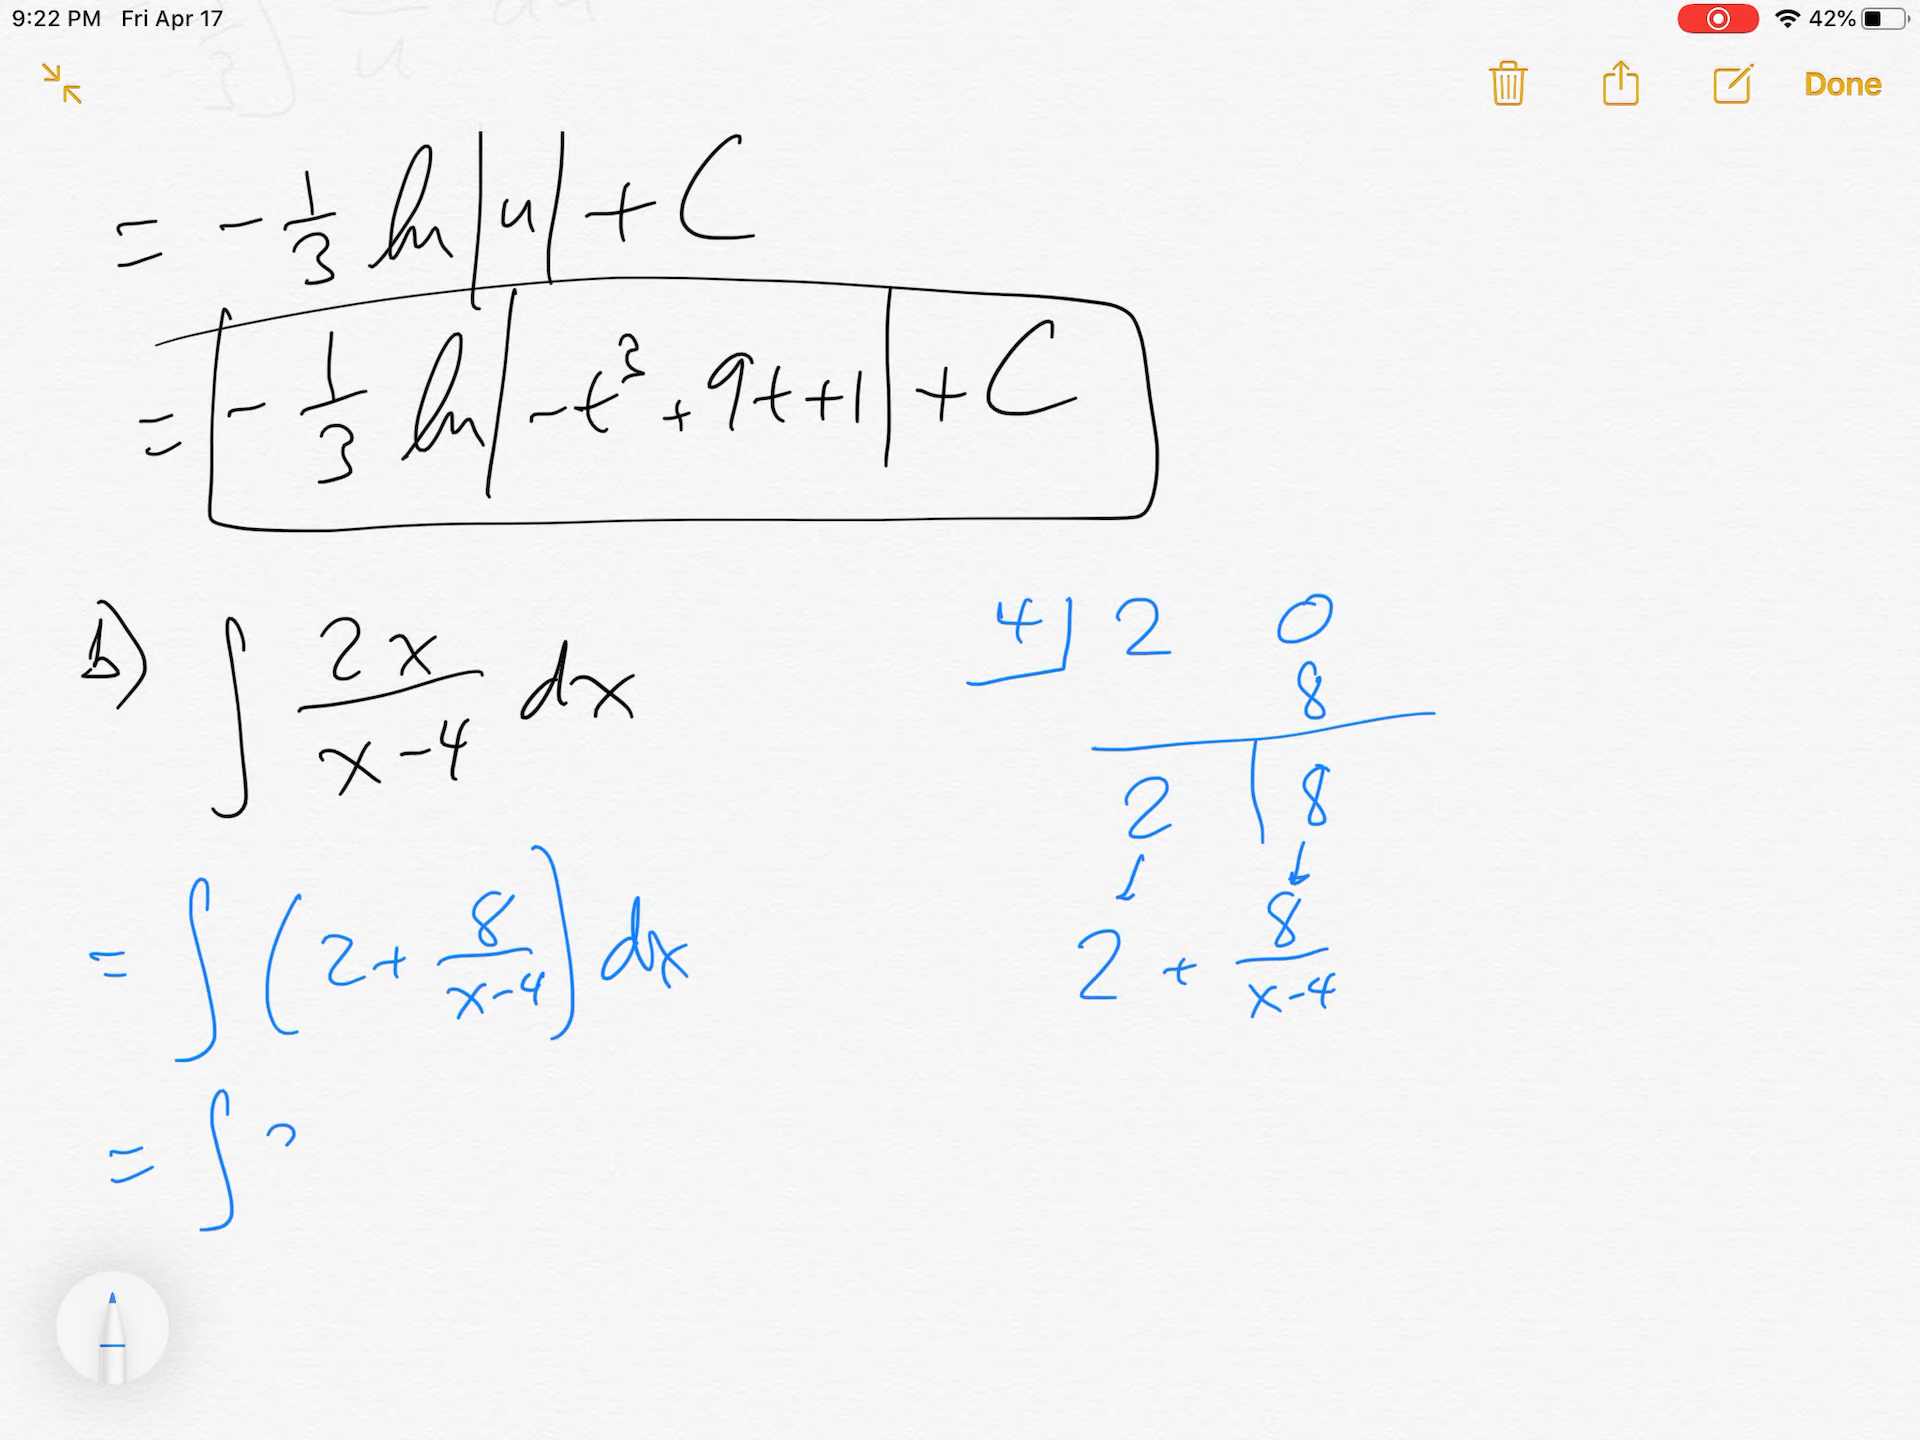 9:22 PM Fri Apr 17 42%
Done
= - 1/3 ln|u| + C
= - 1/3 ln|-t³ + 9t + 1| + C
b) ∫ 2x/(x-4) dx
= ∫ (2 + 8/(x-4)) dx
= ∫
4 | 2 0
8
2 | 8
2 + 8/(x-4)